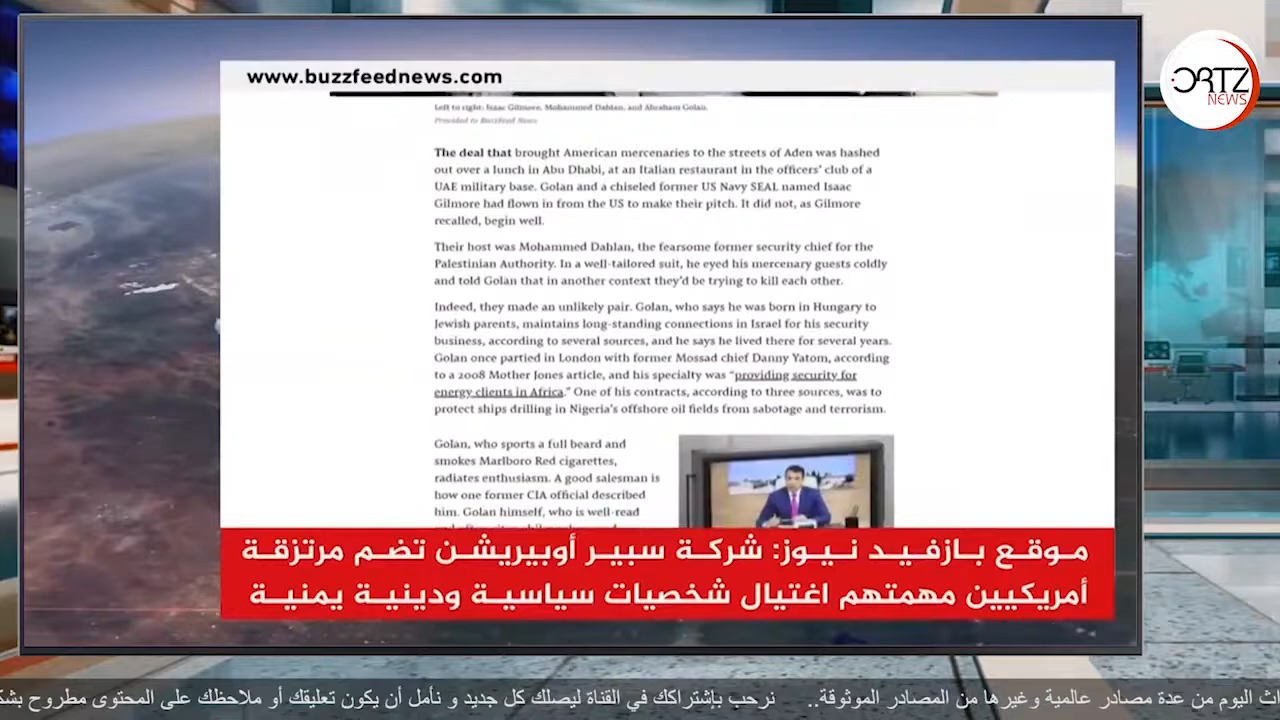 www.buzzfeednews.com
ORTZ
NEWS
Left to right: Isaac Gilmore, Mohammed Dahlan, and Abraham Golan.
Provided to BuzzFeed News
The deal that brought American mercenaries to the streets of Aden was hashed
out over a lunch in Abu Dhabi, at an Italian restaurant in the officers' club of a
UAE military base. Golan and a chiseled former US Navy SEAL named Isaac
Gilmore had flown in from the US to make their pitch. It did not, as Gilmore
recalled, begin well.
Their host was Mohammed Dahlan, the fearsome former security chief for the
Palestinian Authority. In a well-tailored suit, he eyed his mercenary guests coldly
and told Golan that in another context they'd be trying to kill each other.
Indeed, they made an unlikely pair. Golan, who says he was born in Hungary to
Jewish parents, maintains long-standing connections in Israel for his security
business, according to several sources, and he says he lived there for several years.
Golan once partied in London with former Mossad chief Danny Yatom, according
to a 2008 Mother Jones article, and his specialty was “providing security for
energy clients in Africa.” One of his contracts, according to three sources, was to
protect ships drilling in Nigeria's offshore oil fields from sabotage and terrorism.
Golan, who sports a full beard and
smokes Marlboro Red cigarettes,
radiates enthusiasm. A good salesman is
how one former CIA official described
him. Golan himself, who is well-read
موقع بازفيد نيوز: شركة سبير أوبيريشن تضم مرتزقة
أمريكيين مهمتهم اغتيال شخصيات سياسية ودينية يمنية
اليوم من عدة مصادر عالمية وغيرها من المصادر الموثوقة.. نرحب بإشتراكك في القناة ليصلك كل جديد و نأمل أن يكون تعليقك أو ملاحظك على المحتوى مطروح